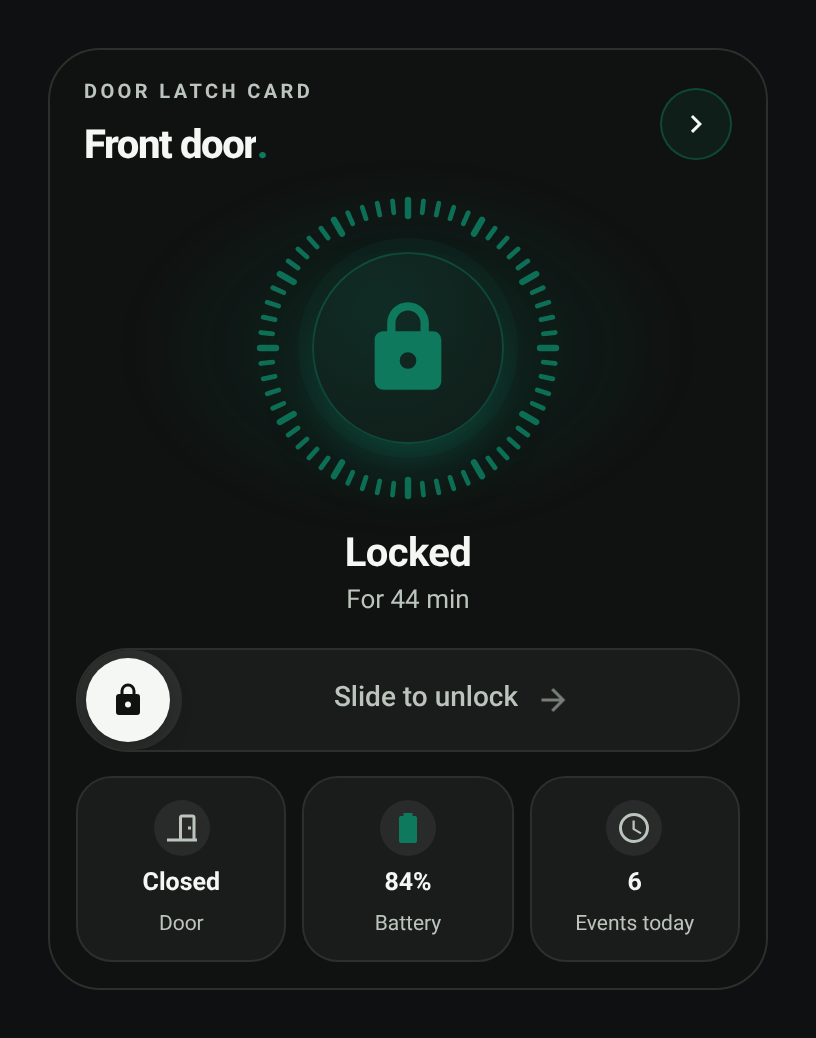 DOOR LATCH CARD
Front door.
Locked
For 44 min
Slide to unlock
Closed
Door
84%
Battery
6
Events today